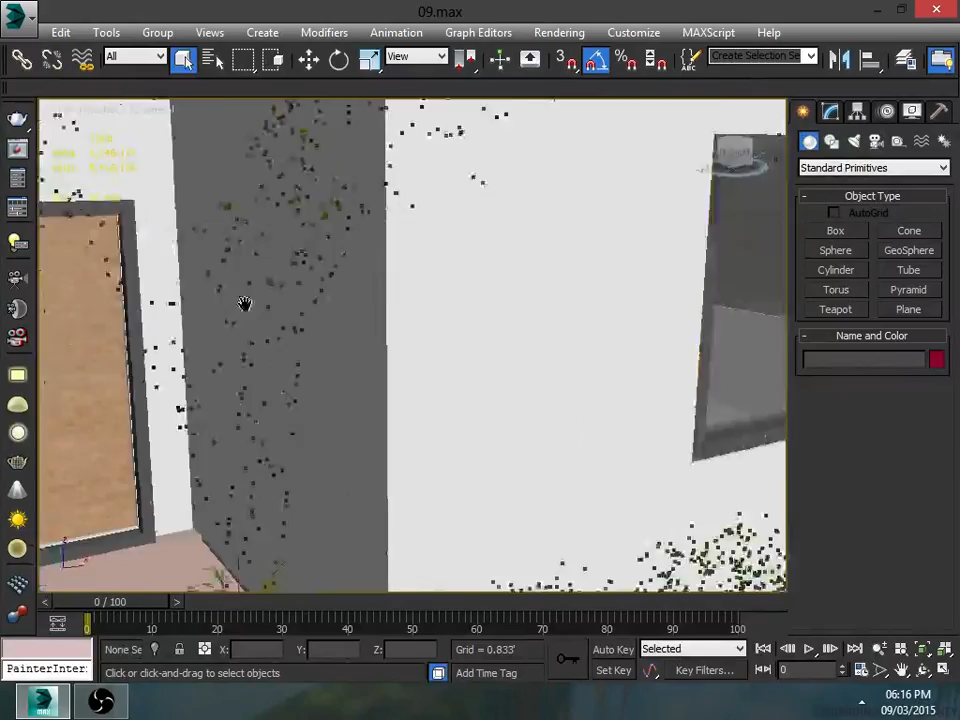 09.max
Edit Tools Group Views Create Modifiers Animation Graph Editors Rendering Customize MAXScript Help
All View 3 % Create Selection Se
Standard Primitives
- Object Type
AutoGrid
Box Cone
Sphere GeoSphere
Cylinder Tube
Torus Pyramid
Teapot Plane
- Name and Color
< 0 / 100 >
0 10 20 30 40 50 60 70 80 90 100
None Se X: Y: Z: Grid = 0.833' Auto Key Selected
PainterInter: Click or click-and-drag to select objects Add Time Tag Set Key Key Filters... 0
06:16 PM
09/03/2015